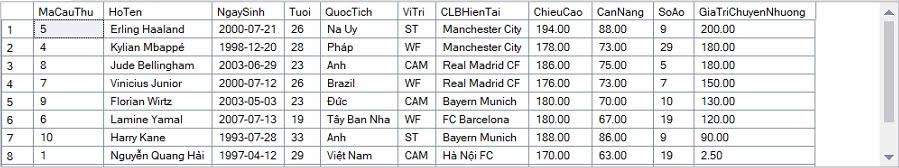 MaCauThu HoTen NgaySinh Tuoi QuocTich ViTri CLBHienTai ChieuCao CanNang SoAo GiaTriChuyenNhuong
1 5 Erling Haaland 2000-07-21 26 Na Uy ST Manchester City 194.00 88.00 9 200.00
2 4 Kylian Mbappé 1998-12-20 28 Pháp WF Manchester City 178.00 73.00 29 180.00
3 8 Jude Bellingham 2003-06-29 23 Anh CAM Real Madrid CF 186.00 75.00 5 180.00
4 7 Vinicius Junior 2000-07-12 26 Brazil WF Real Madrid CF 176.00 73.00 7 150.00
5 9 Florian Wirtz 2003-05-03 23 Đức CAM Bayern Munich 180.00 70.00 10 130.00
6 6 Lamine Yamal 2007-07-13 19 Tây Ban Nha WF FC Barcelona 180.00 67.00 19 120.00
7 10 Harry Kane 1993-07-28 33 Anh ST Bayern Munich 188.00 86.00 9 90.00
8 1 Nguyễn Quang Hải 1997-04-12 29 Việt Nam CAM Hà Nội FC 170.00 63.00 19 2.50